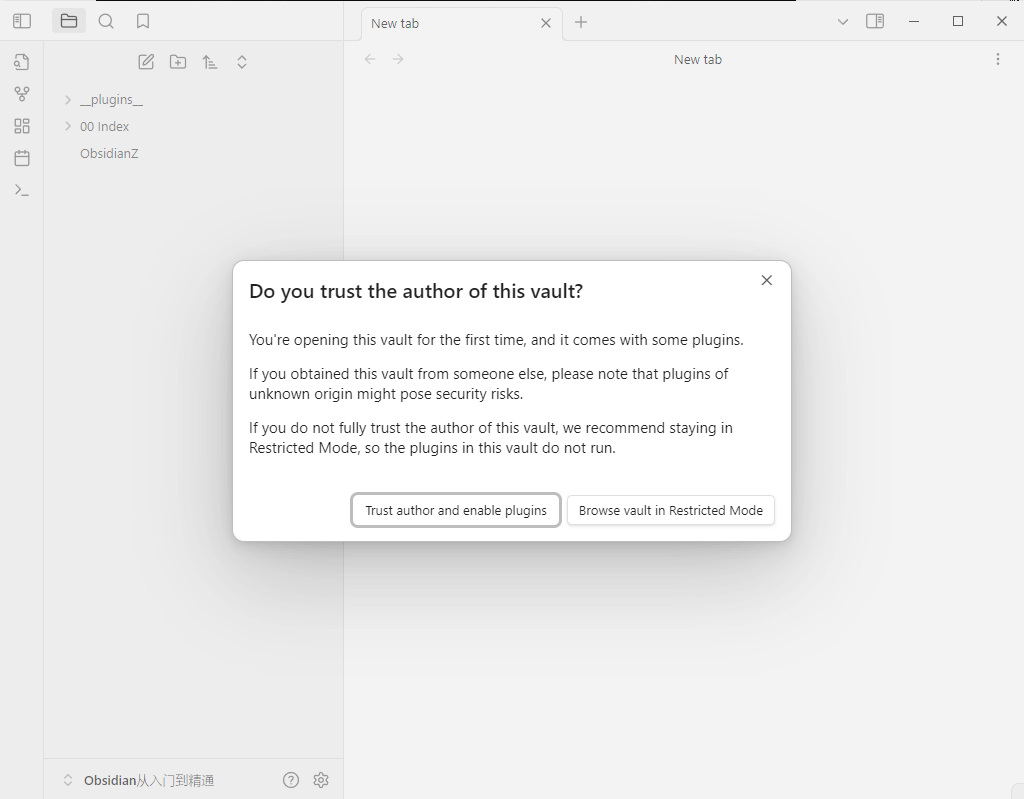 New tab
New tab
__plugins__
00 Index
ObsidianZ
Do you trust the author of this vault?
You're opening this vault for the first time, and it comes with some plugins.
If you obtained this vault from someone else, please note that plugins of
unknown origin might pose security risks.
If you do not fully trust the author of this vault, we recommend staying in
Restricted Mode, so the plugins in this vault do not run.
Trust author and enable plugins
Browse vault in Restricted Mode
Obsidian从入门到精通